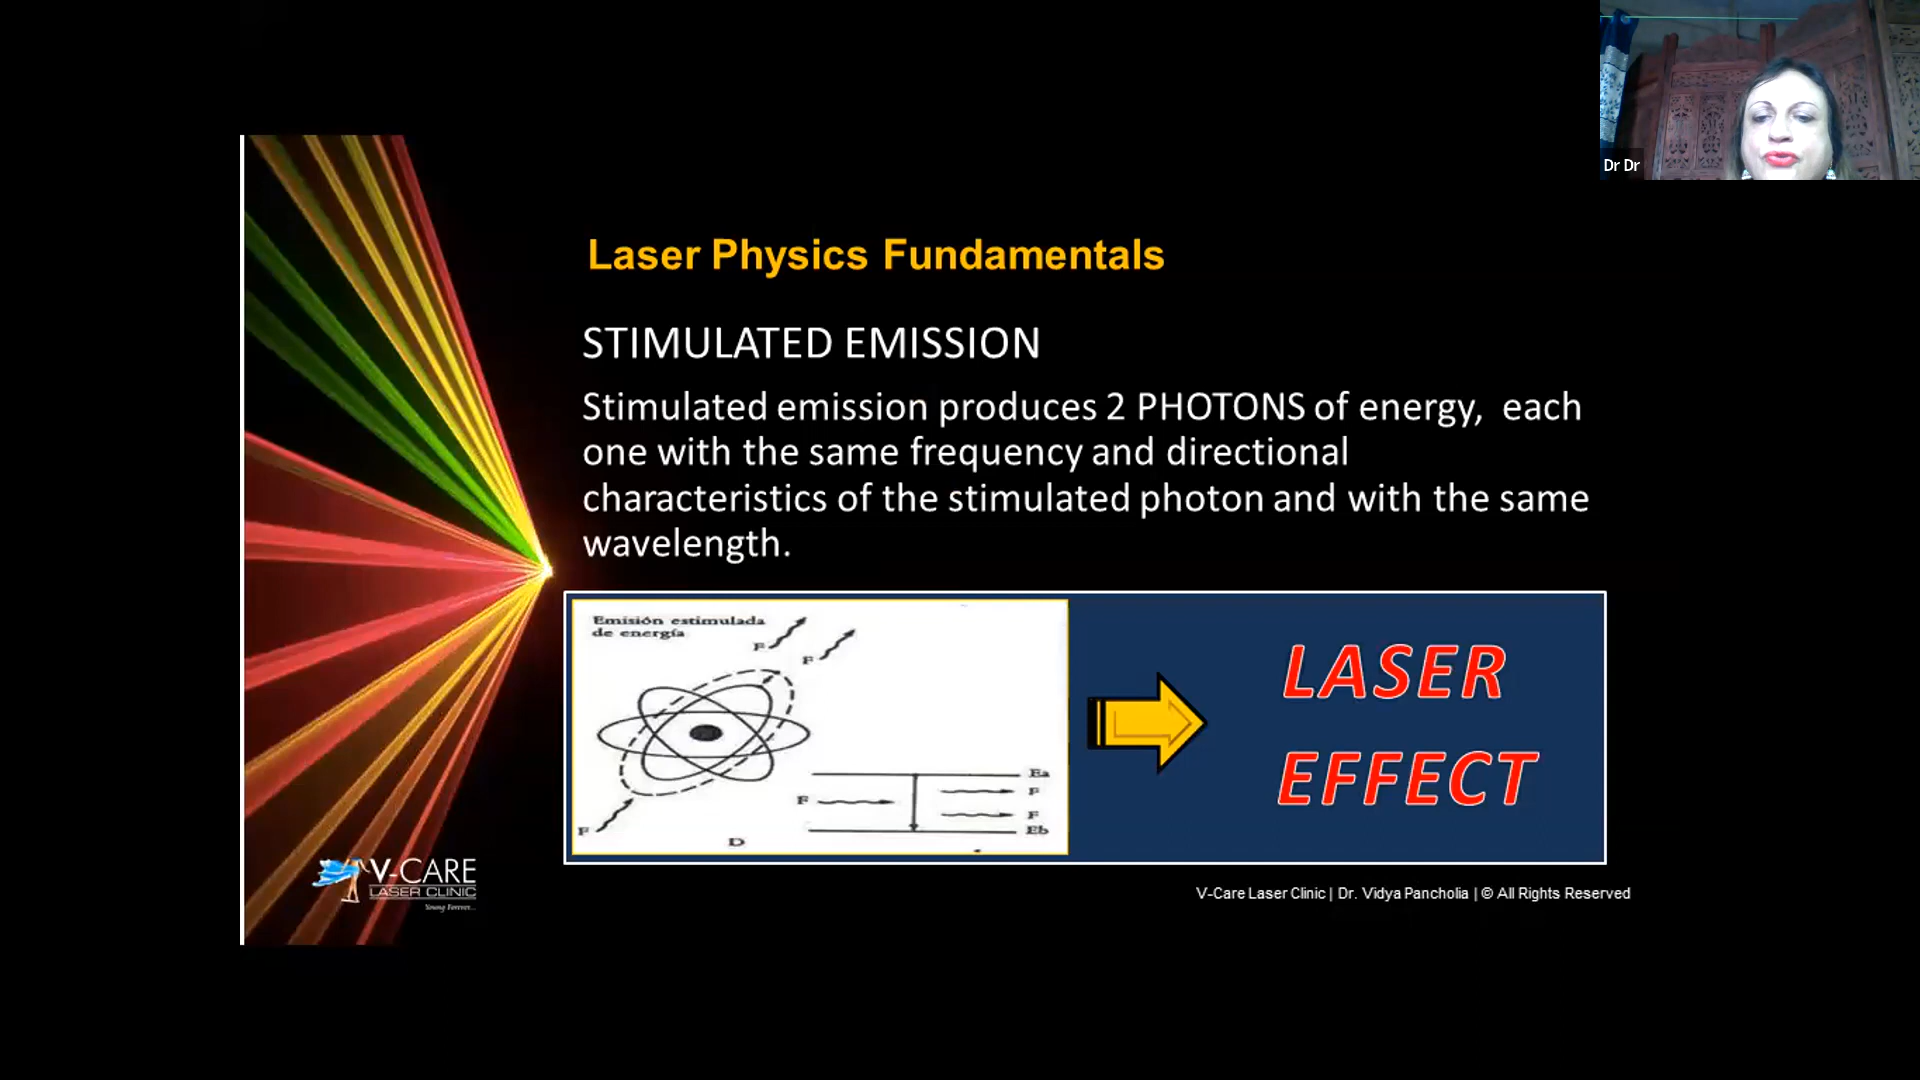 Dr Dr
Laser Physics Fundamentals
STIMULATED EMISSION
Stimulated emission produces 2 PHOTONS of energy, each
one with the same frequency and directional
characteristics of the stimulated photon and with the same
wavelength.
Emisión estimulada
de energía
F
F
F
D
Ea
F
F
F
Eb
LASER
EFFECT
V-CARE
LASER CLINIC
Young Forever...
V-Care Laser Clinic | Dr. Vidya Pancholia | © All Rights Reserved